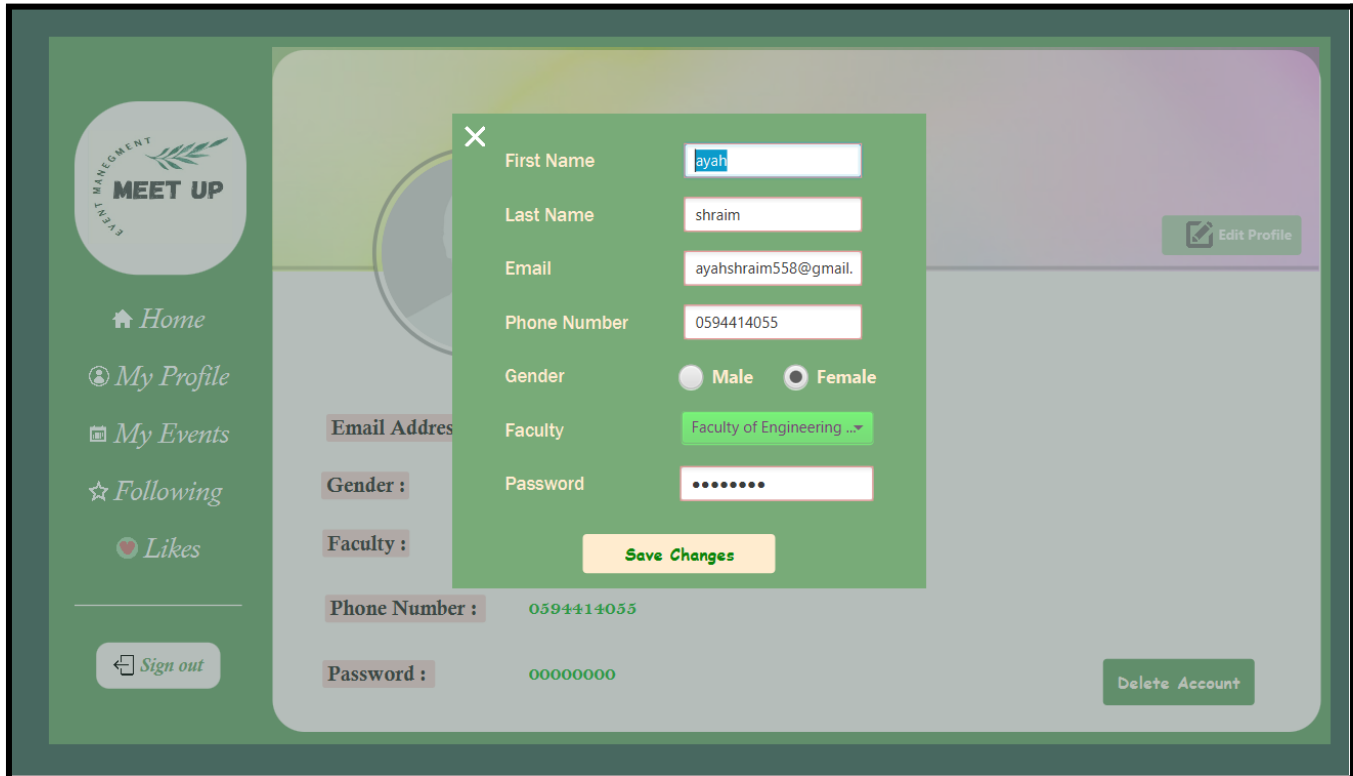 EVENT MANEGMENT
MEET UP
Home
My Profile
My Events
Following
Likes
Sign out
Edit Profile
First Name
ayah
Last Name
shraim
Email
ayahshraim558@gmail.
Phone Number
0594414055
Gender
Male
Female
Faculty
Faculty of Engineering ...
Password
••••••••
Save Changes
Email Addres
Gender :
Faculty :
Phone Number :
0594414055
Password :
00000000
Delete Account